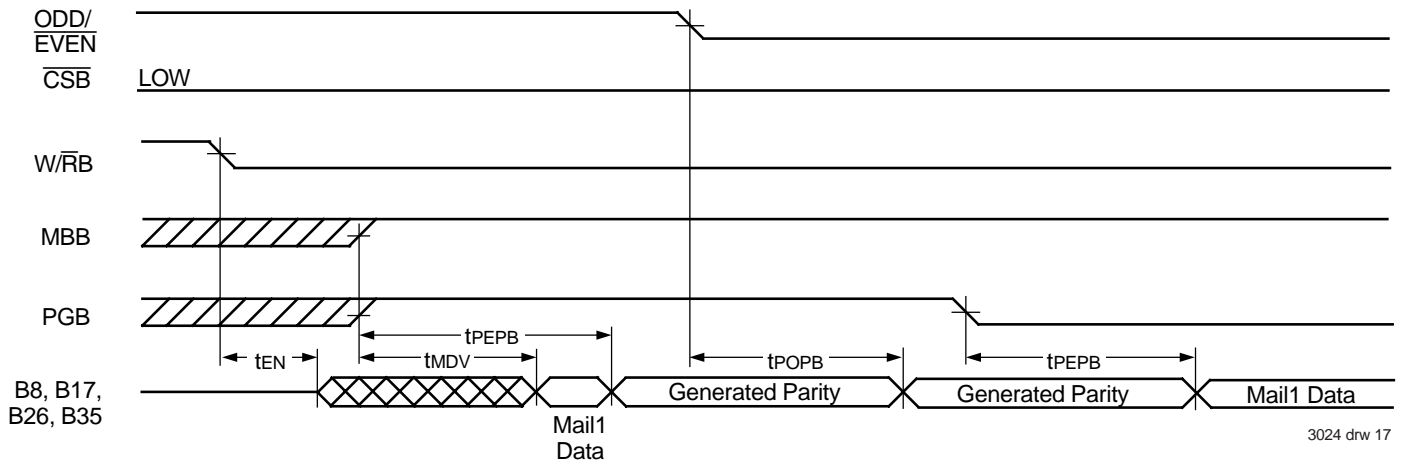 ODD/
EVEN
CSB
LOW
W/RB
MBB
PGB
tPEPB
tEN
tMDV
tPOPB
tPEPB
B8, B17,
B26, B35
Generated Parity
Generated Parity
Mail1 Data
Mail1
Data
3024 drw 17